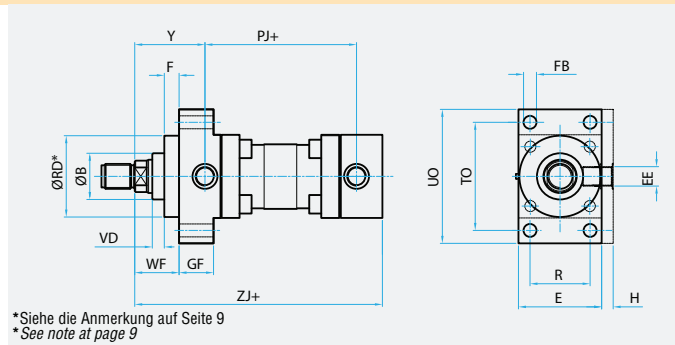 Y
PJ+
F
FB
ØRD*
ØB
UO
TO
EE
VD
WF
GF
R
ZJ+
E
H
*Siehe die Anmerkung auf Seite 9
*See note at page 9